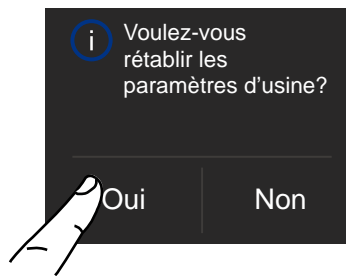 i
Voulez-vous
rétablir les
paramètres d'usine?
Oui
Non